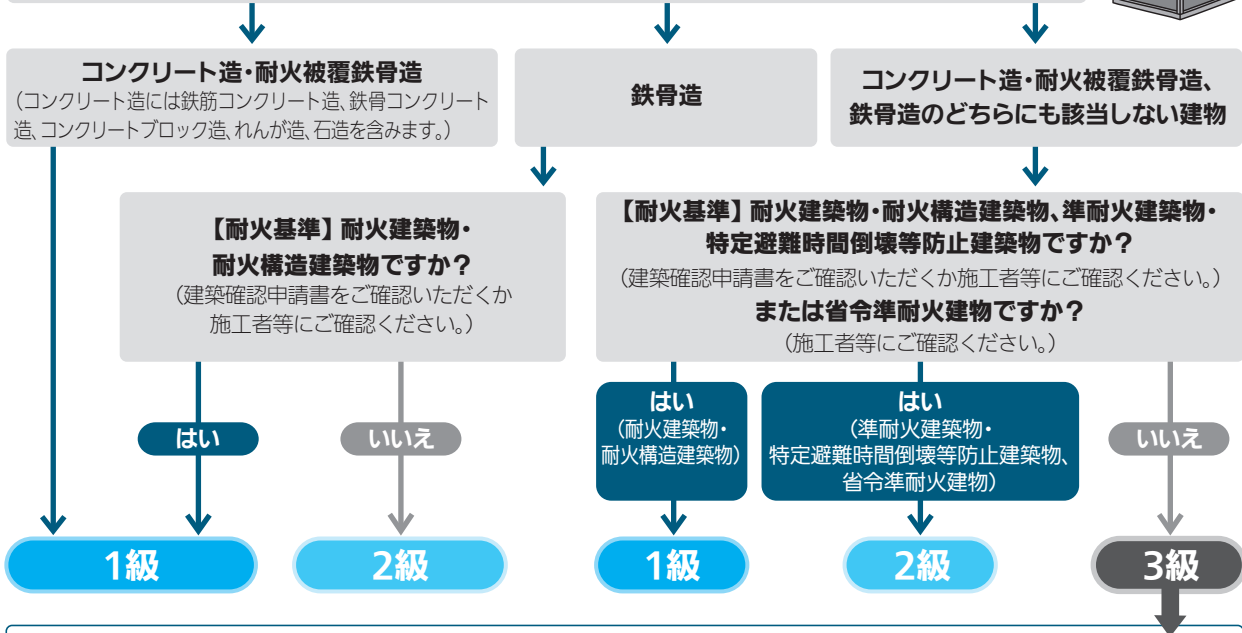 コンクリート造・耐火被覆鉄骨造
(コンクリート造には鉄筋コンクリート造、鉄骨コンクリート
造、コンクリートブロック造、れんが造、石造を含みます。)
鉄骨造
コンクリート造・耐火被覆鉄骨造、
鉄骨造のどちらにも該当しない建物
【耐火基準】耐火建築物・
耐火構造建築物ですか?
(建築確認申請書をご確認いただくか
施工者等にご確認ください。)
【耐火基準】耐火建築物・耐火構造建築物、準耐火建築物・
特定避難時間倒壊等防止建築物ですか?
(建築確認申請書をご確認いただくか施工者等にご確認ください。)
または省令準耐火建物ですか?
(施工者等にご確認ください。)
はい
いいえ
はい
(耐火建築物・
耐火構造建築物)
はい
(準耐火建築物・
特定避難時間倒壊等防止建築物、
省令準耐火建物)
いいえ
1級
2級
1級
2級
3級